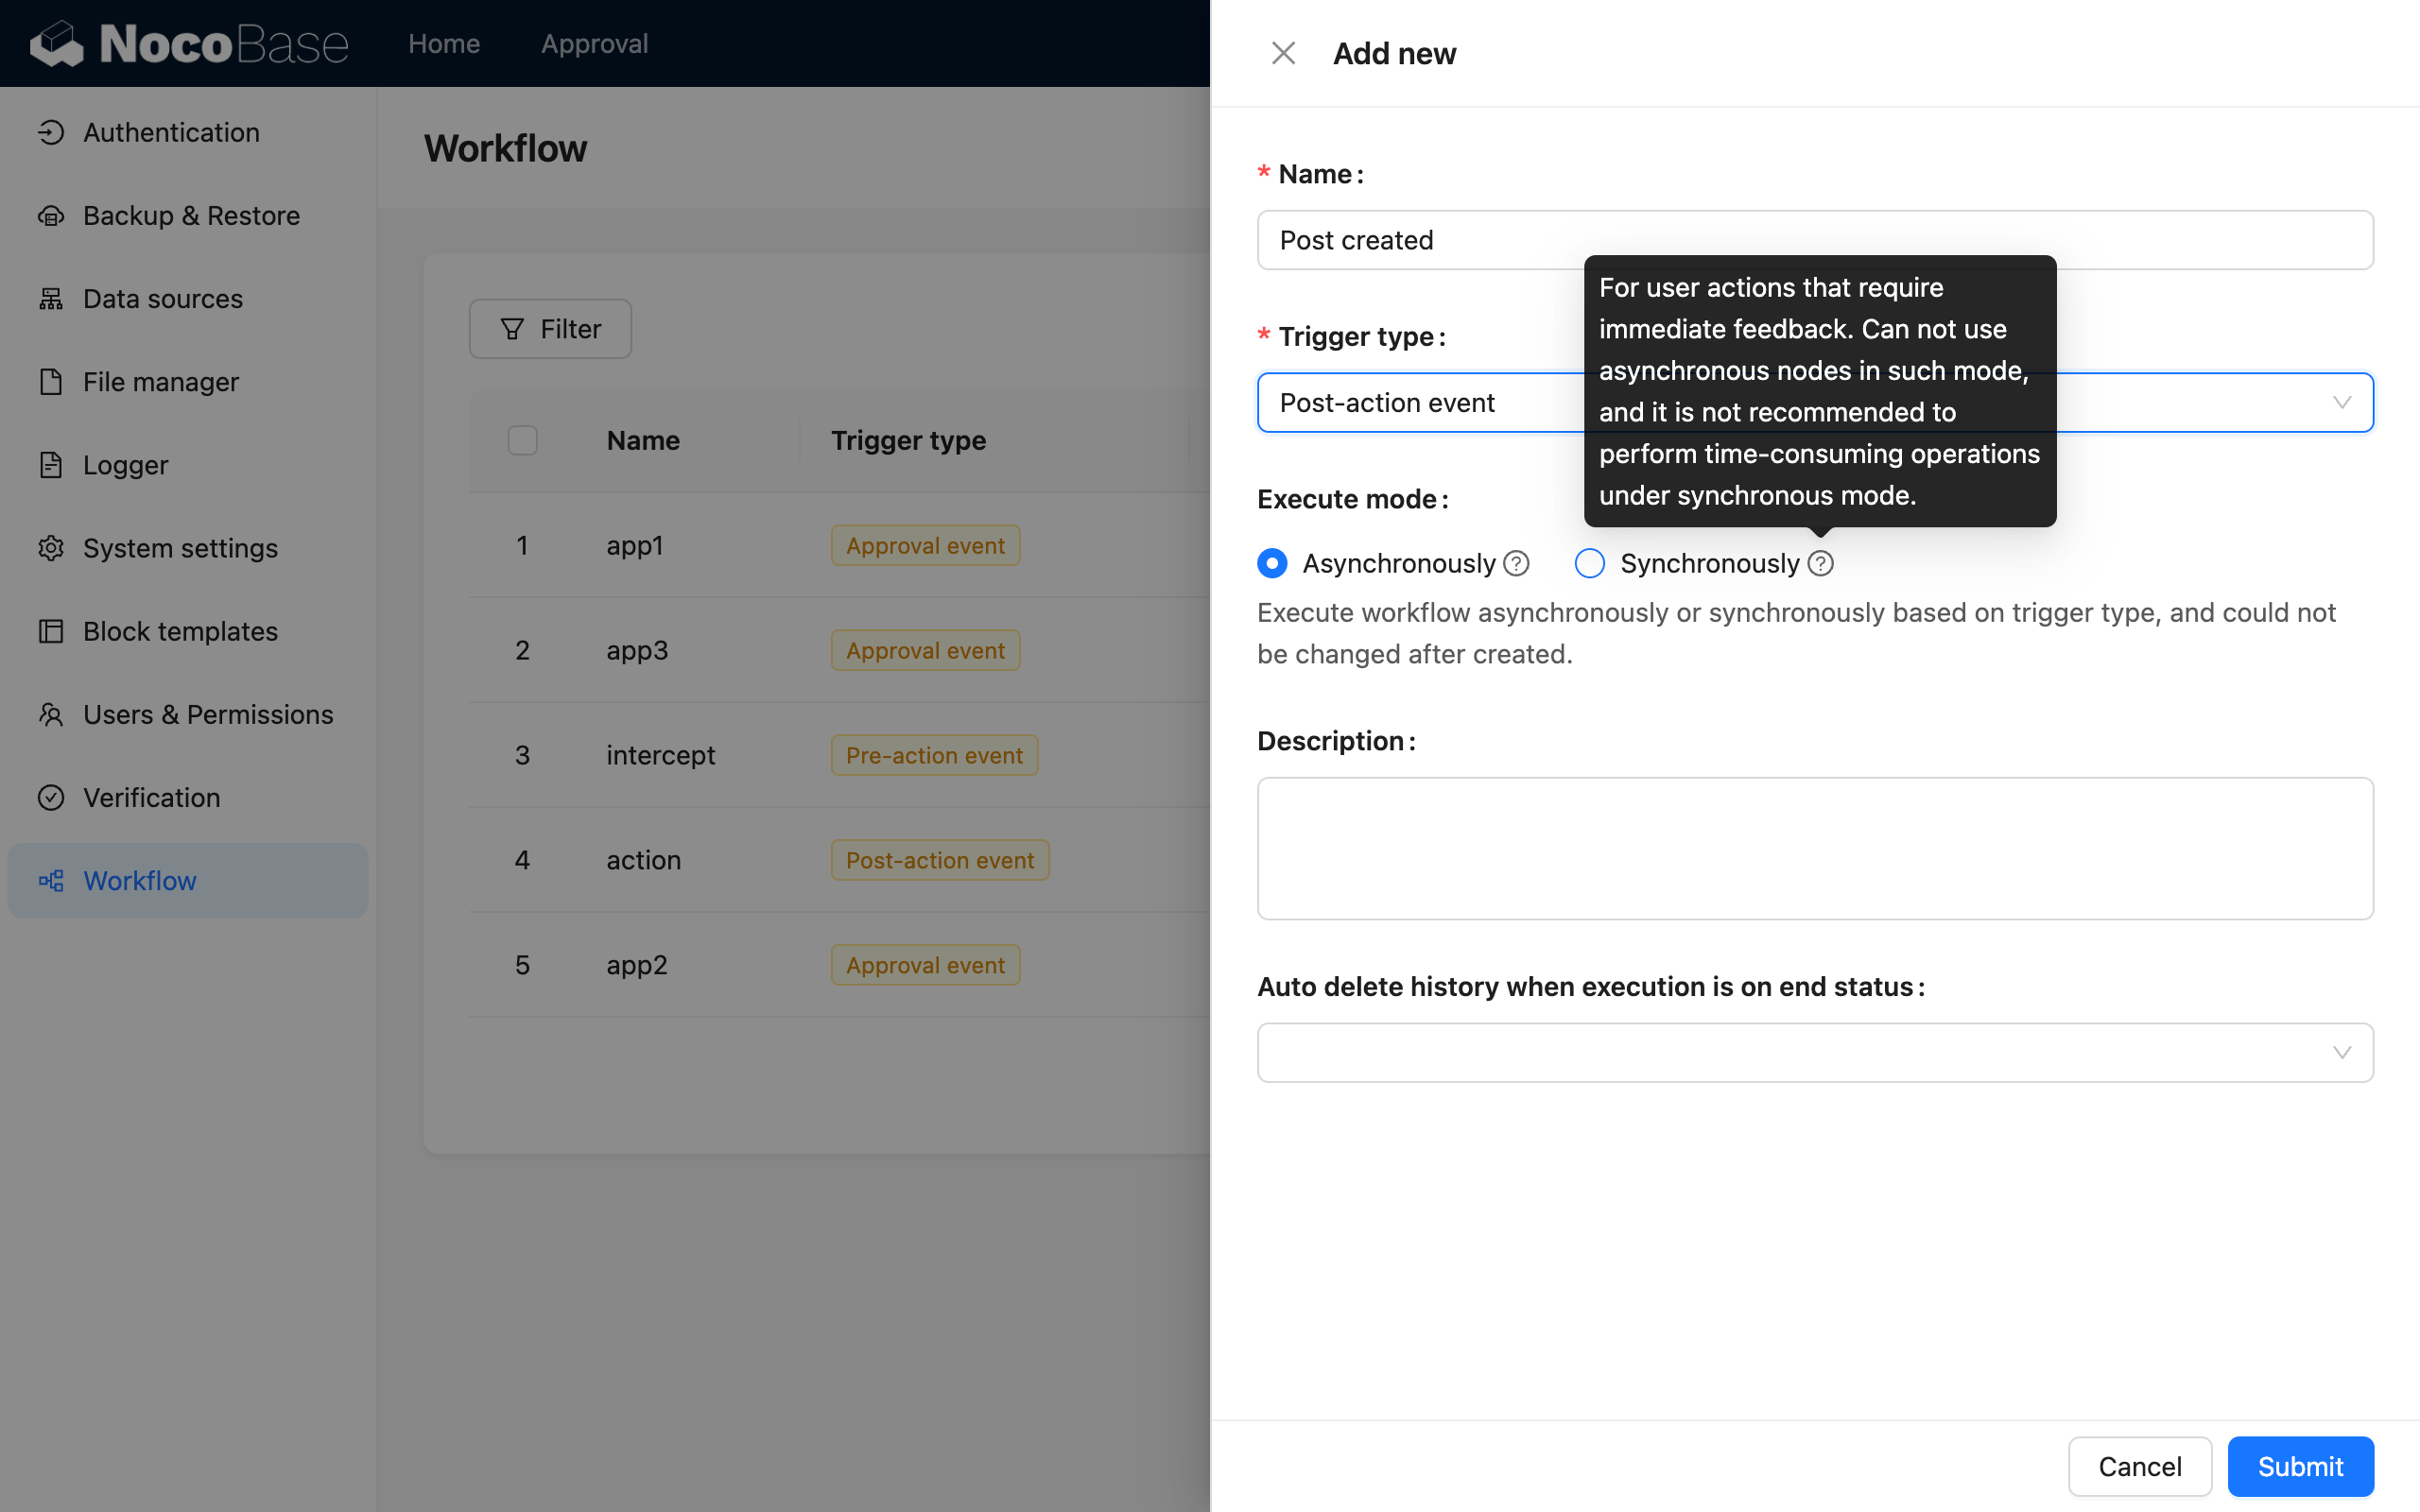 NocoBase
Home
Approval
Authentication
Backup & Restore
Data sources
File manager
Logger
System settings
Block templates
Users & Permissions
Verification
Workflow
Workflow
Filter
Name
Trigger type
1
app1
Approval event
2
app3
Approval event
3
intercept
Pre-action event
4
action
Post-action event
5
app2
Approval event
Add new
* Name :
Post created
* Trigger type :
Post-action event
For user actions that require
immediate feedback. Can not use
asynchronous nodes in such mode,
and it is not recommended to
perform time-consuming operations
under synchronous mode.
Execute mode :
Asynchronously
Synchronously
Execute workflow asynchronously or synchronously based on trigger type, and could not
be changed after created.
Description :
Auto delete history when execution is on end status :
Cancel
Submit